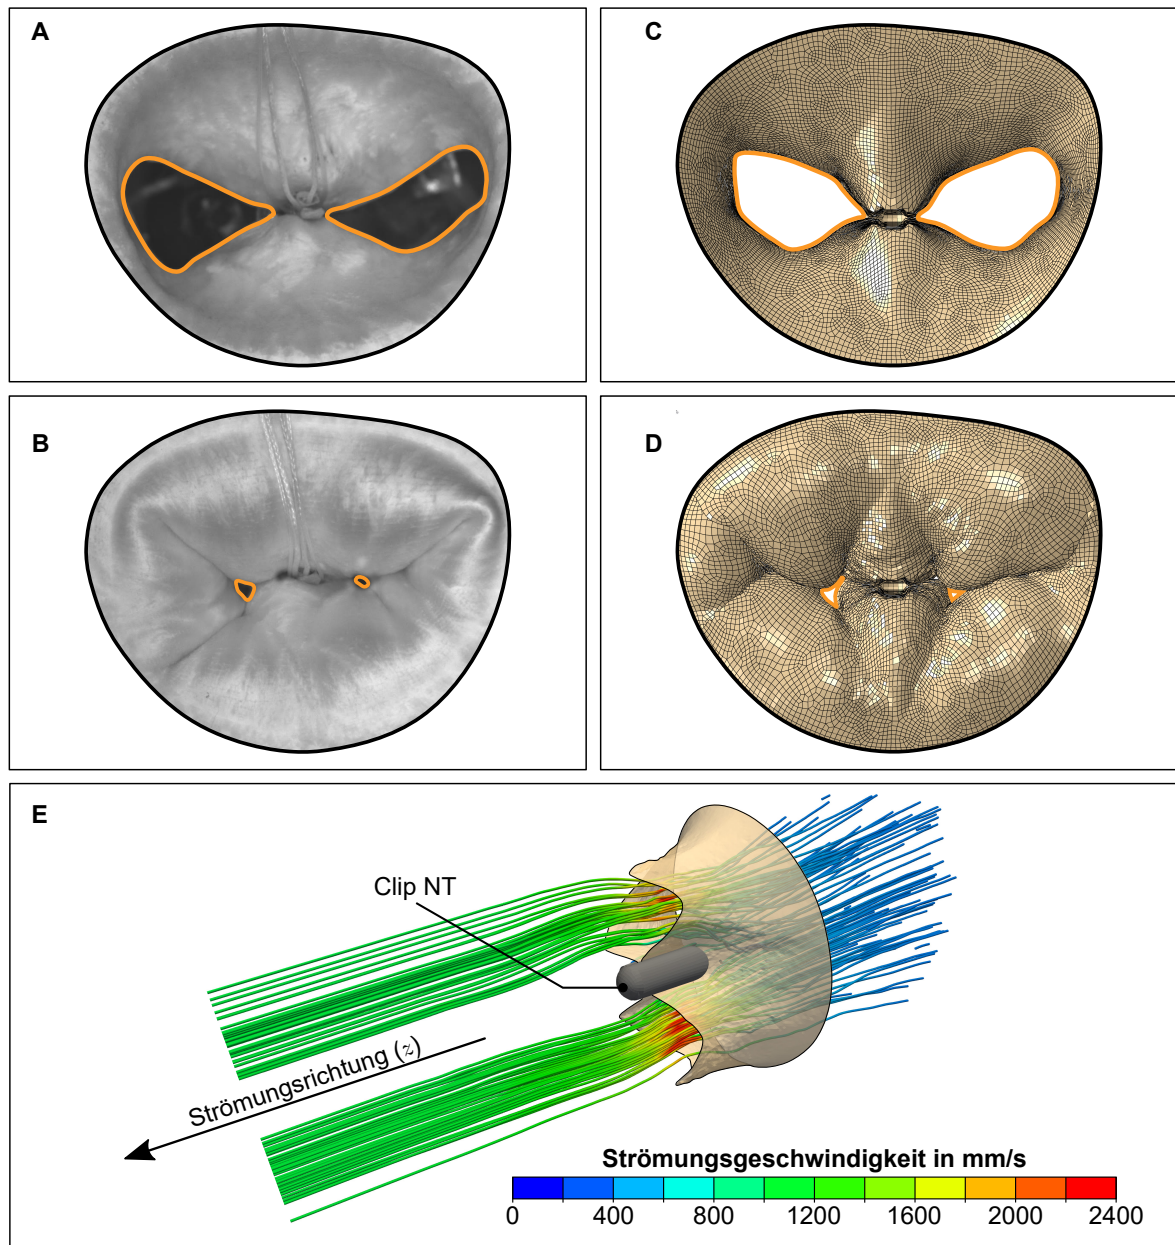 A
C
B
D
E
Clip NT
Strömungsrichtung (z)
Strömungsgeschwindigkeit in mm/s
0 400 800 1200 1600 2000 2400